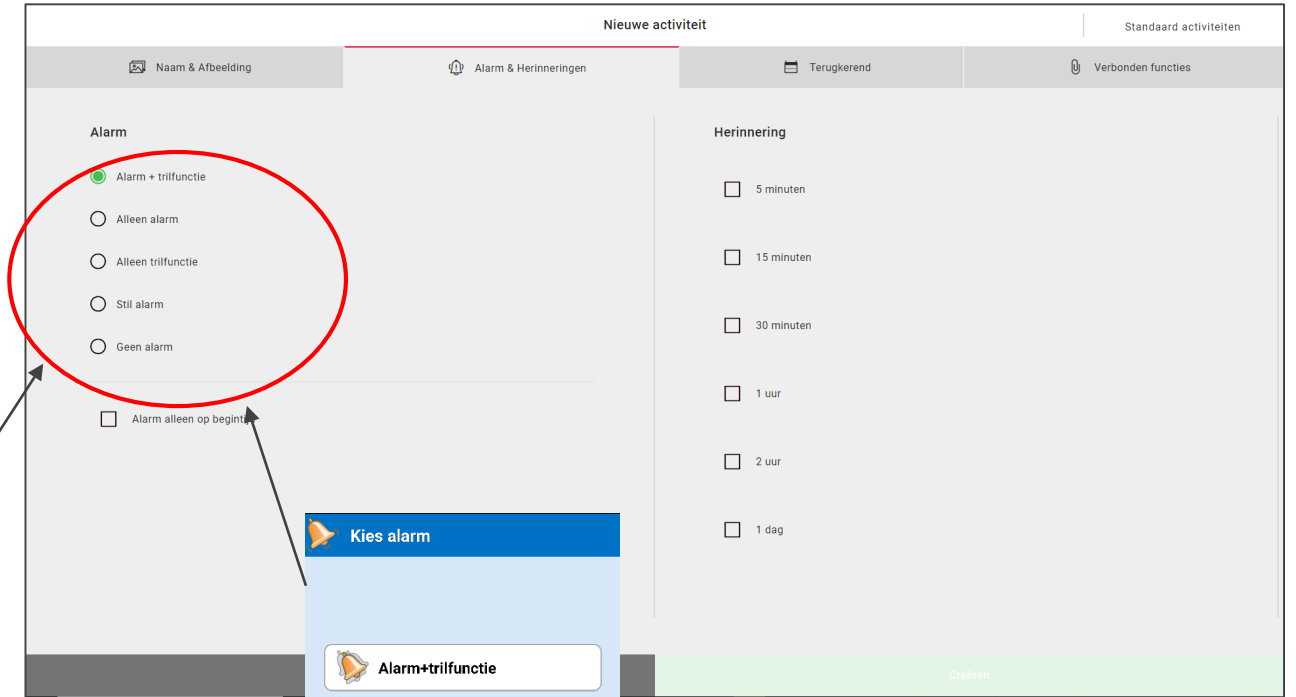 Nieuwe activiteit
Standaard activiteiten
Naam & Afbeelding
Alarm & Herinneringen
Terugkerend
Verbonden functies
Alarm
Alarm + trilfunctie
Alleen alarm
Alleen trilfunctie
Stil alarm
Geen alarm
Alarm alleen op
Herinnering
5 minuten
15 minuten
30 minuten
1 uur
2 uur
1 dag
Kies alarm
Alarm+trilfunctie
Creëren